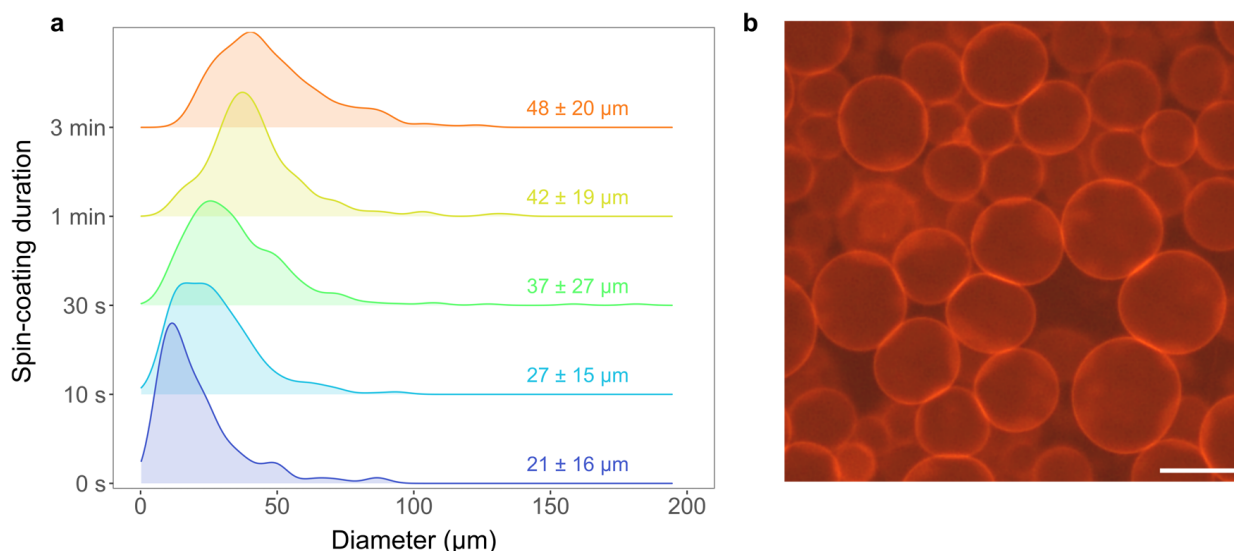 a
b
Spin-coating duration
3 min
48 ± 20 µm
1 min
42 ± 19 µm
30 s
37 ± 27 µm
10 s
27 ± 15 µm
0 s
21 ± 16 µm
0 50 100 150 200
Diameter (µm)